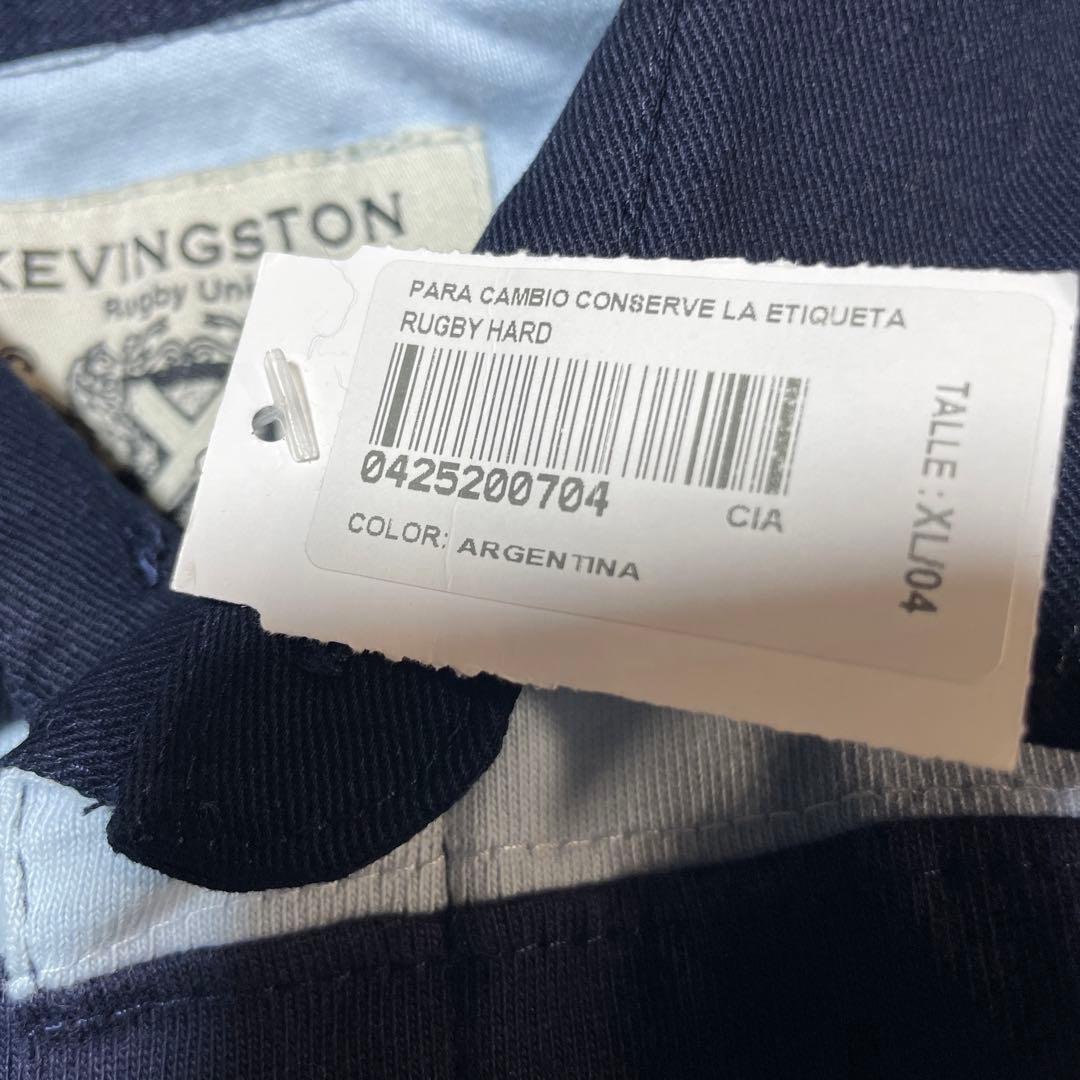 KEVINGSTON
Rugby Uni
PARA CAMBIO CONSERVE LA ETIQUETA
RUGBY HARD
0425200704
CIA
COLOR: ARGENTINA
TALLE:XL/04